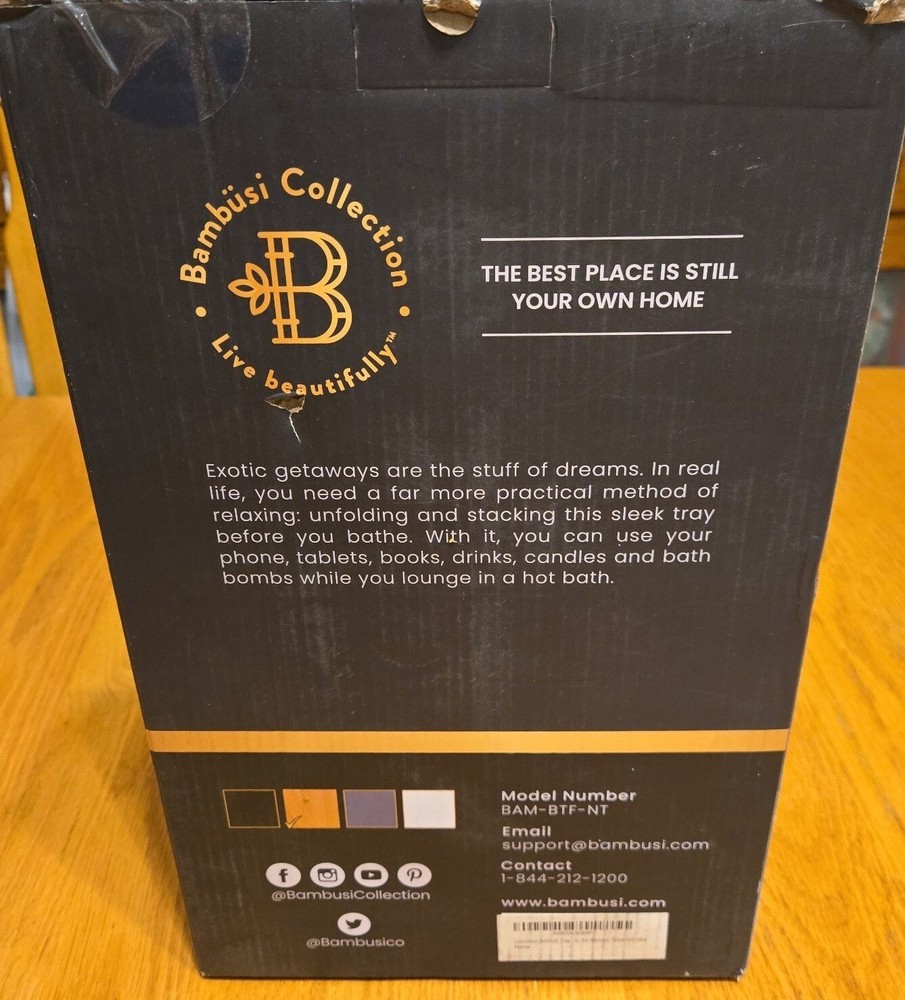 Bambüsi Collection
B
Live beautifully™
THE BEST PLACE IS STILL
YOUR OWN HOME
Exotic getaways are the stuff of dreams. In real
life, you need a far more practical method of
relaxing: unfolding and stacking this sleek tray
before you bathe. With it, you can use your
phone, tablets, books, drinks, candles and bath
bombs while you lounge in a hot bath.
Model Number
BAM-BTF-NT
Email
support@bambusi.com
Contact
1-844-212-1200
www.bambusi.com
@BambusiCollection
@Bambusico